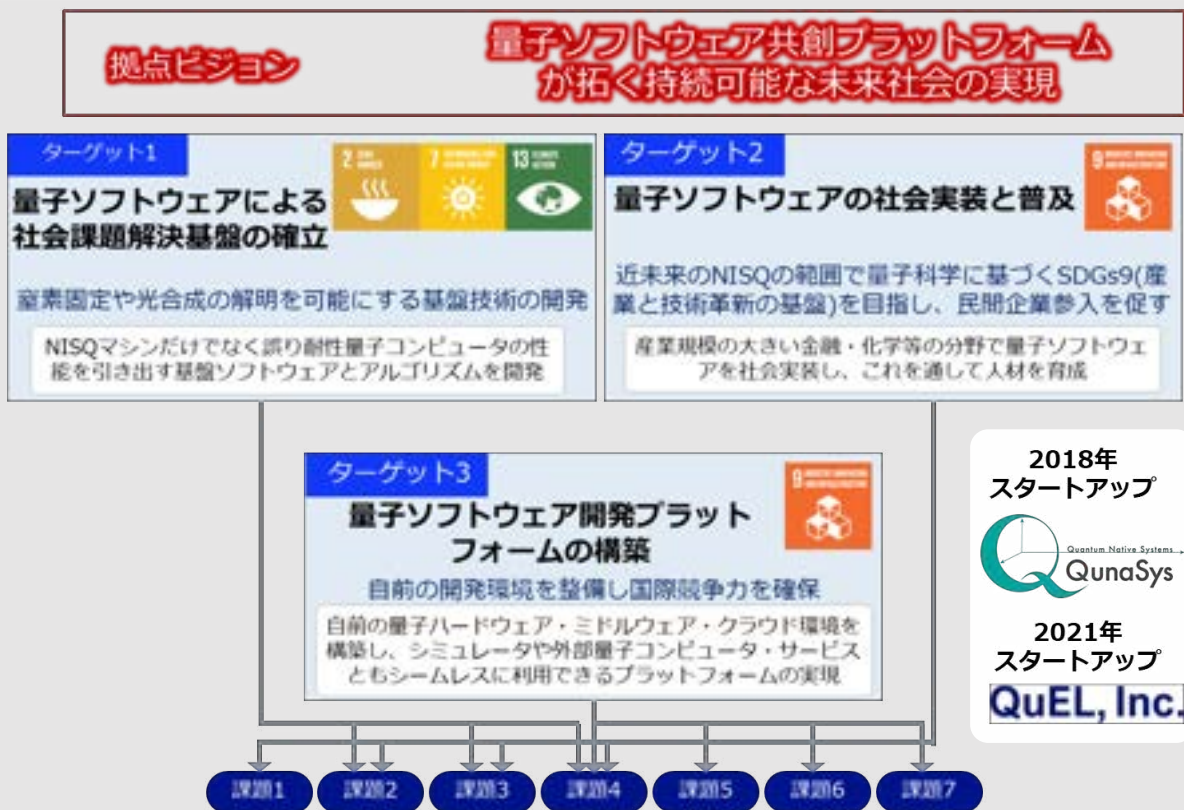 拠点ビジョン
量子ソフトウェア共創プラットフォーム
が拓く持続可能な未来社会の実現
ターゲット1
2
7
13
量子ソフトウェアによる
社会課題解決基盤の確立
窒素固定や光合成の解明を可能にする基盤技術の開発
NISQマシンだけでなく誤り耐性量子コンピュータの性
能を引き出す基盤ソフトウェアとアルゴリズムを開発
ターゲット2
9
量子ソフトウェアの社会実装と普及
近未来のNISQの範囲で量子科学に基づくSDGs9(産
業と技術革新の基盤)を目指し、民間企業参入を促す
産業規模の大きい金融・化学等の分野で量子ソフトウェ
アを社会実装し、これを通して人材を育成
ターゲット3
9
量子ソフトウェア開発プラット
フォームの構築
自前の開発環境を整備し国際競争力を確保
自前の量子ハードウェア・ミドルウェア・クラウド環境を
構築し、シミュレータや外部量子コンピュータ・サービス
ともシームレスに利用できるプラットフォームの実現
2018年
スタートアップ
Quantum Native Systems
QunaSys
2021年
スタートアップ
QuEL, Inc.
課題1
課題2
課題3
課題4
課題5
課題6
課題7